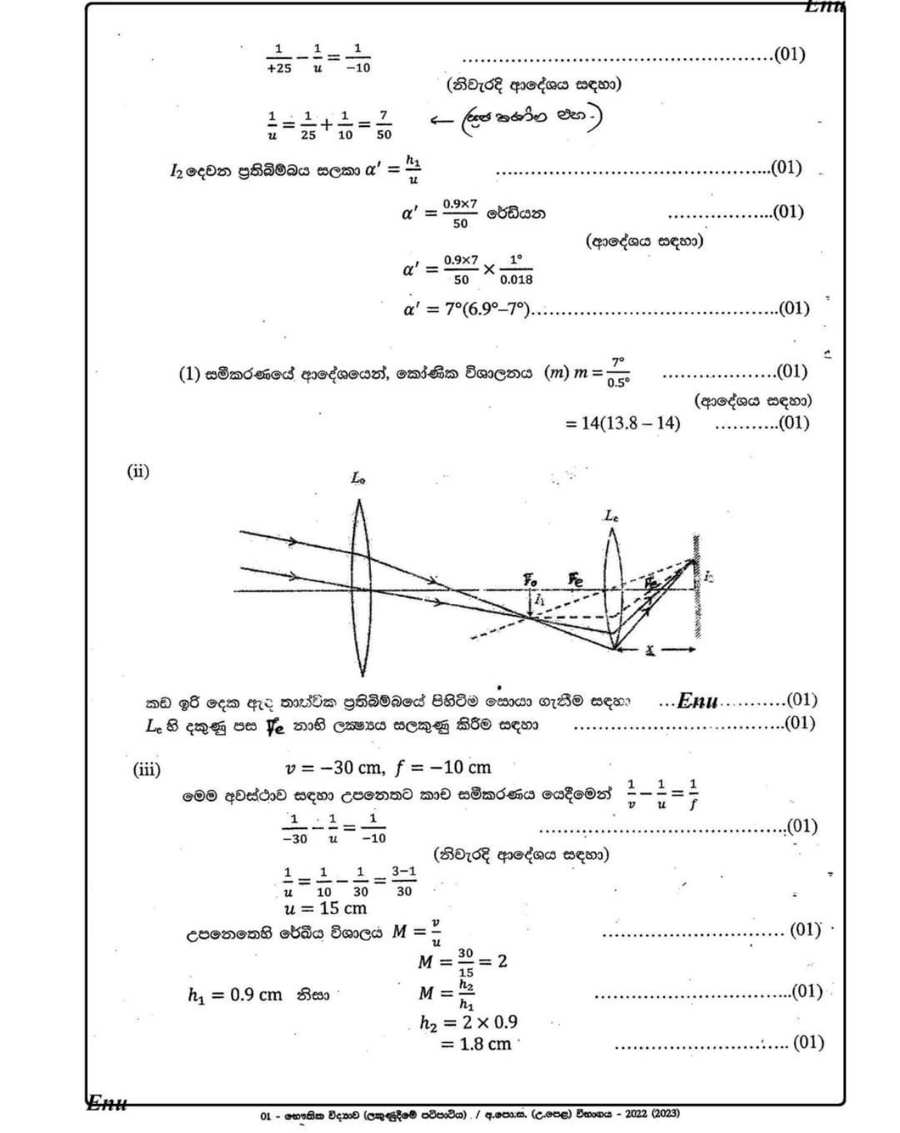 Enu
1/+25 − 1/u = 1/−10 ....................(01)
(නිවැරදි ආදේශය සඳහා)
1/u = 1/25 + 1/10 = 7/50 ←
I₂ දෙවන ප්‍රතිබිම්බය සලකා α′ = h₁/u ....................(01)
α′ = 0.9×7/50 රේඩියන ....................(01)
(ආදේශය සඳහා)
α′ = 0.9×7/50 × 1°/0.018
α′ = 7°(6.9°–7°)....................(01)
(1) සමීකරණයේ ආදේශයෙන්, කෝණික විශාලනය (m) m = 7°/0.5° ....................(01)
(ආදේශය සඳහා)
= 14(13.8 – 14) ...........(01)
(ii)
Lₒ
Lₑ
Fₒ Fₑ Fₑ I₂
I₁
x
කඩ ඉරි දෙක ඇද තාත්වික ප්‍රතිබිම්බයේ පිහිටීම සොයා ගැනීම සඳහා ...Enu...........(01)
Lₑ හි දකුණු පස Fₑ නාභි ලක්ෂ්‍යය සලකුණු කිරීම සඳහා ....................(01)
(iii) v = −30 cm, f = −10 cm
මෙම අවස්ථාව සඳහා උපනෙතට කාච සමීකරණය යෙදීමෙන් 1/v − 1/u = 1/f
1/−30 − 1/u = 1/−10 ....................(01)
(නිවැරදි ආදේශය සඳහා)
1/u = 1/10 − 1/30 = 3−1/30
u = 15 cm
උපනෙතෙහි රේඛීය විශාලය M = v/u ....................(01)
M = 30/15 = 2
h₁ = 0.9 cm නිසා M = h₂/h₁ ....................(01)
h₂ = 2 × 0.9
= 1.8 cm ....................(01)
Enu
01 - භෞතික විද්‍යාව (ලකුණුදීමේ පටිපාටිය) / අ.පො.ස. (උ.පෙළ) විභාගය - 2022 (2023)